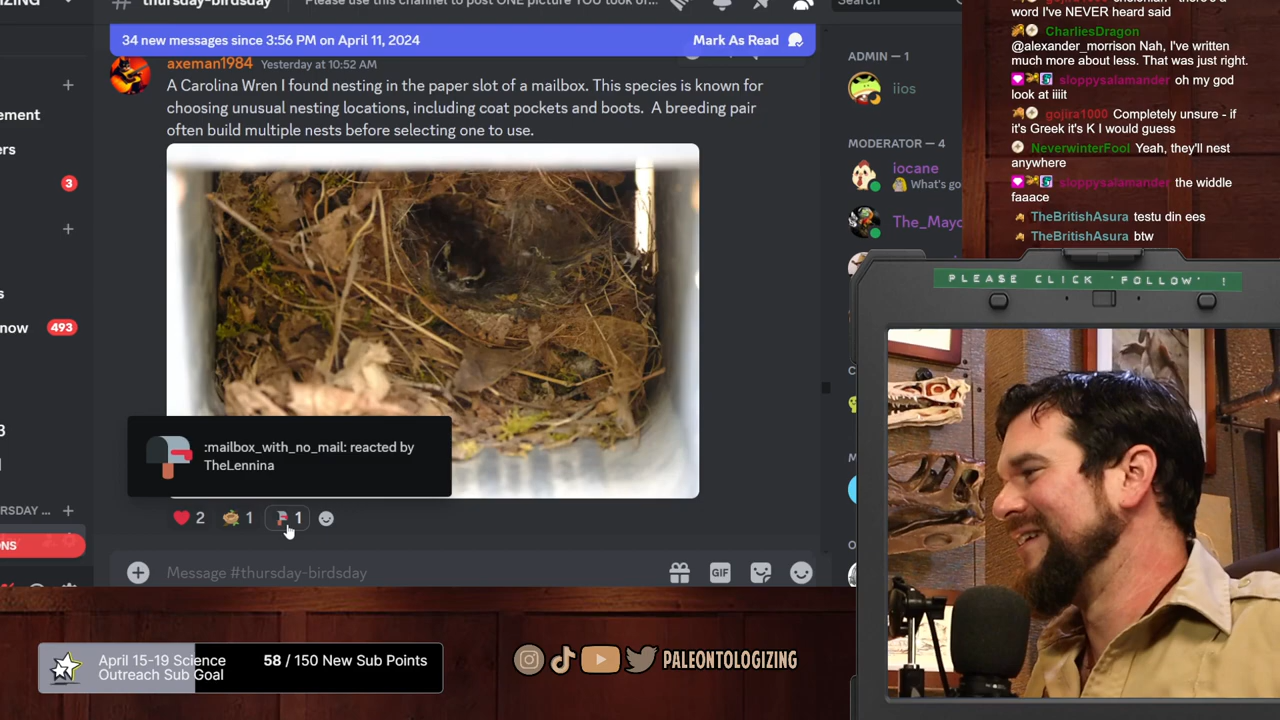 thursday-birdsday
Please use this channel to post ONE picture YOU took of...
Search
34 new messages since 3:56 PM on April 11, 2024
Mark As Read
axeman1984 Yesterday at 10:52 AM
A Carolina Wren I found nesting in the paper slot of a mailbox. This species is known for
choosing unusual nesting locations, including coat pockets and boots. A breeding pair
often build multiple nests before selecting one to use.
:mailbox_with_no_mail: reacted by
TheLennina
2
1
1
Message #thursday-birdsday
GIF
ement
ers
3
s
now
493
3
RSDAY ...
ONS
ADMIN — 1
iios
MODERATOR — 4
iocane
What's go
The_Mayo
word I've NEVER heard said
CharliesDragon
@alexander_morrison Nah, I've written
much more about less. That was just right.
sloppysalamander oh my god
look at iiiit
gojira1000 Completely unsure - if
it's Greek it's K I would guess
NeverwinterFool Yeah, they'll nest
anywhere
sloppysalamander the widdle
faaace
TheBritishAsura testu din ees
TheBritishAsura btw
PLEASE CLICK 'FOLLOW' !
April 15-19 Science
Outreach Sub Goal
58 / 150 New Sub Points
PALEONTOLOGIZING